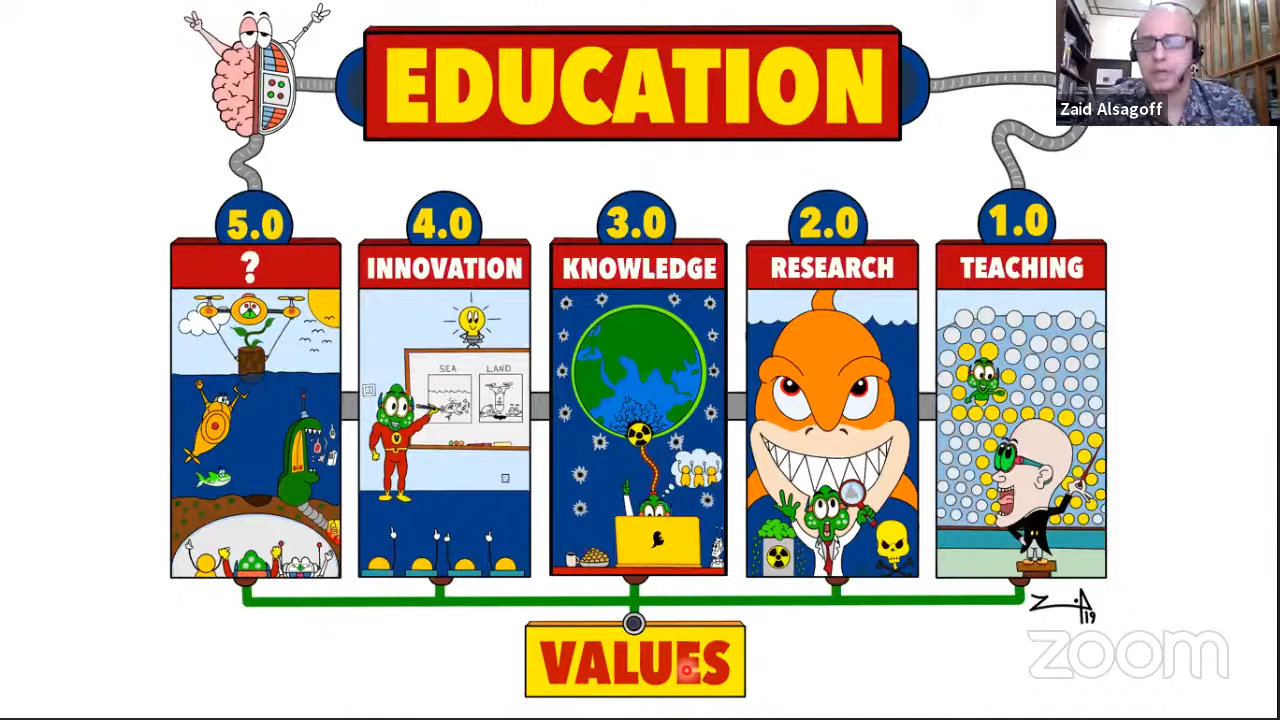 EDUCATION
Zaid Alsagoff
5.0
4.0
3.0
2.0
1.0
?
INNOVATION
KNOWLEDGE
RESEARCH
TEACHING
SEA
LAND
VALUES
zoom